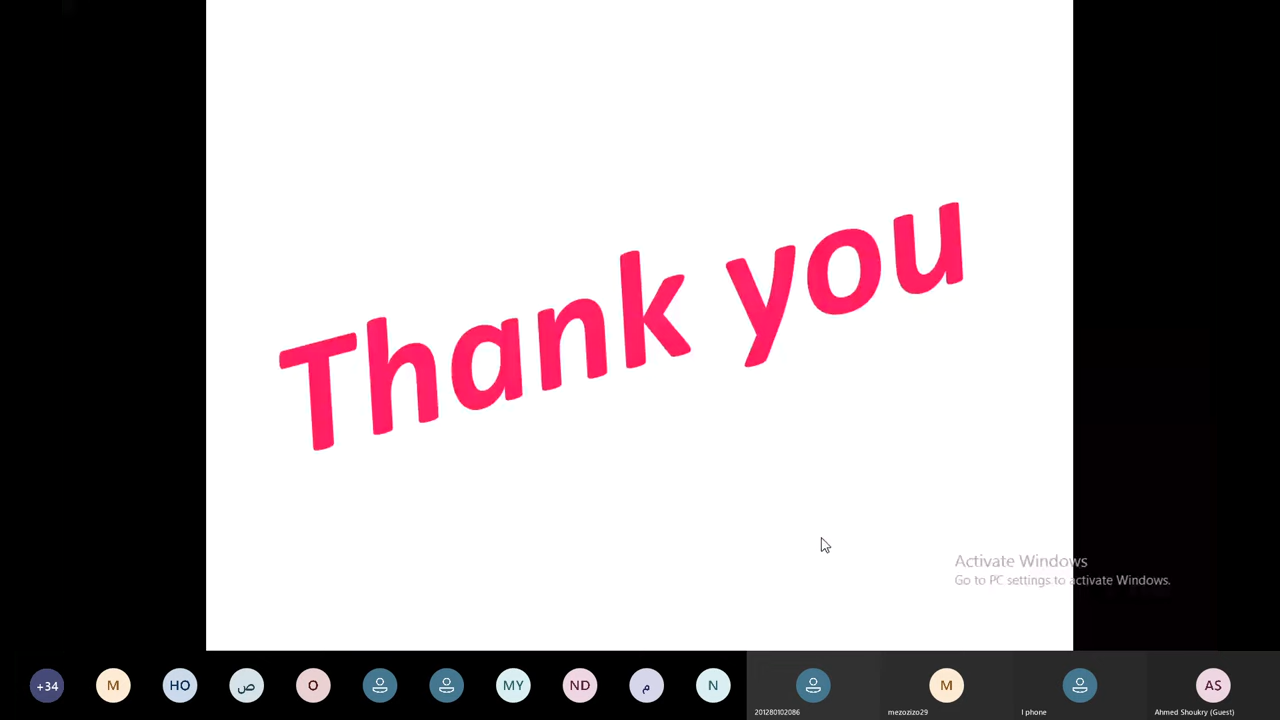 Thank you
Activate Windows
Go to PC settings to activate Windows.
+34
M
HO
ص
O
MY
ND
م
N
M
AS
201280102086
mezozizo29
I phone
Ahmed Shoukry (Guest)